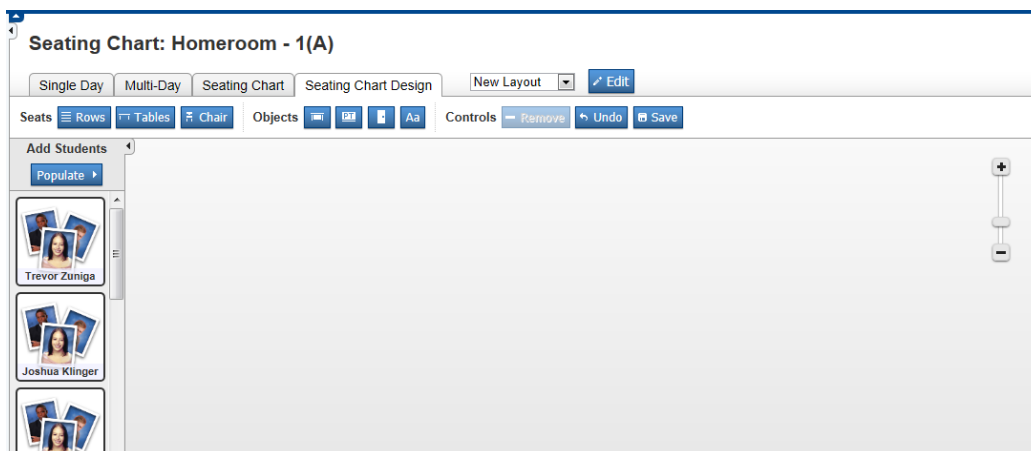 Seating Chart: Homeroom - 1(A)
Single Day Multi-Day Seating Chart Seating Chart Design New Layout Edit
Seats Rows Tables Chair Objects PT Aa Controls Remove Undo Save
Add Students
Populate
Trevor Zuniga
Joshua Klinger